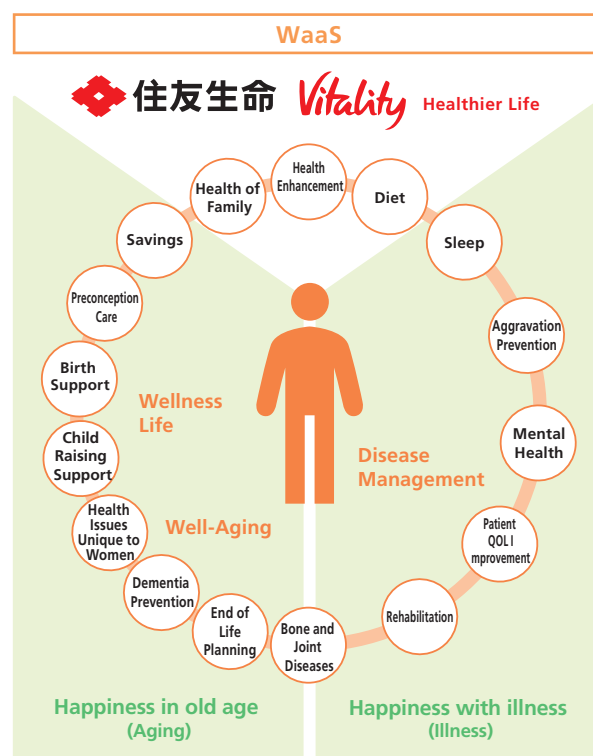 WaaS
住友生命 Vitality Healthier Life
Health
Enhancement
Diet
Sleep
Aggravation
Prevention
Mental
Health
Patient
QOL I
mprovement
Rehabilitation
Bone and
Joint
Diseases
End of
Life
Planning
Dementia
Prevention
Health
Issues
Unique to
Women
Child
Raising
Support
Birth
Support
Preconception
Care
Savings
Health of
Family
Wellness
Life
Well-Aging
Disease
Management
Happiness in old age
(Aging)
Happiness with illness
(Illness)